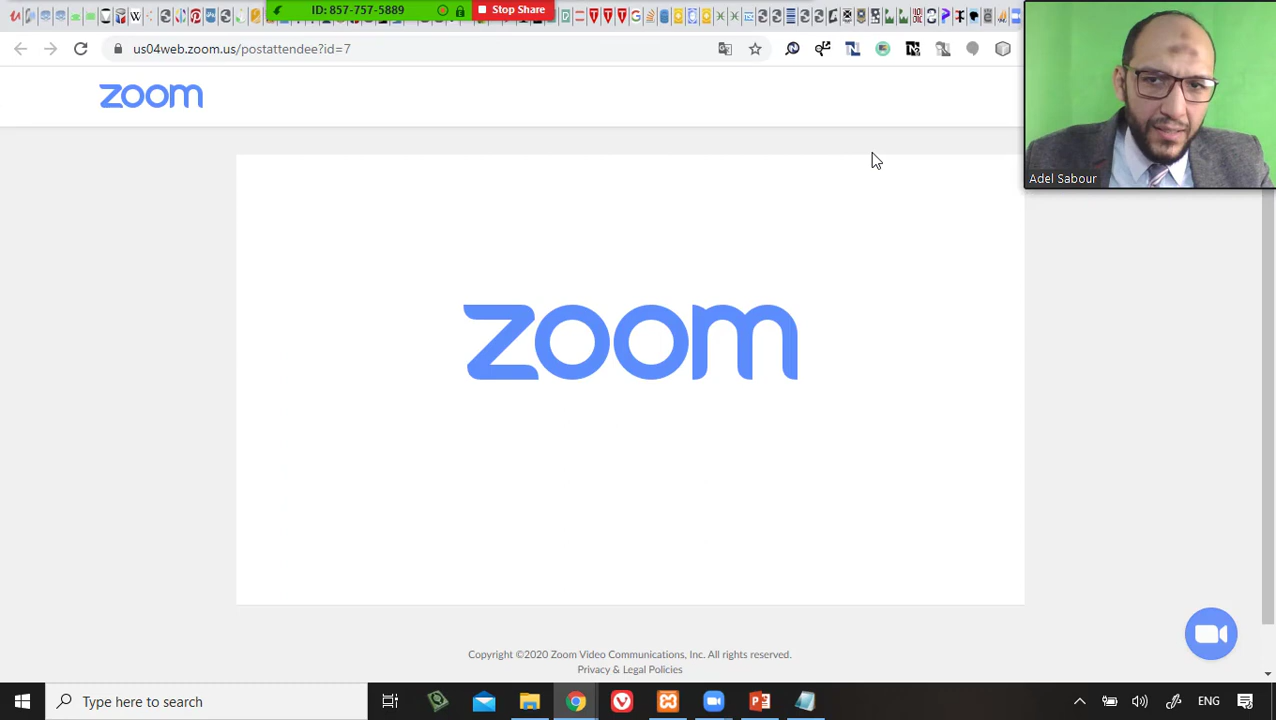 ID: 857-757-5889
Stop Share
us04web.zoom.us/postattendee?id=7
zoom
Adel Sabour
zoom
Copyright ©2020 Zoom Video Communications, Inc. All rights reserved.
Privacy & Legal Policies
Type here to search
ENG